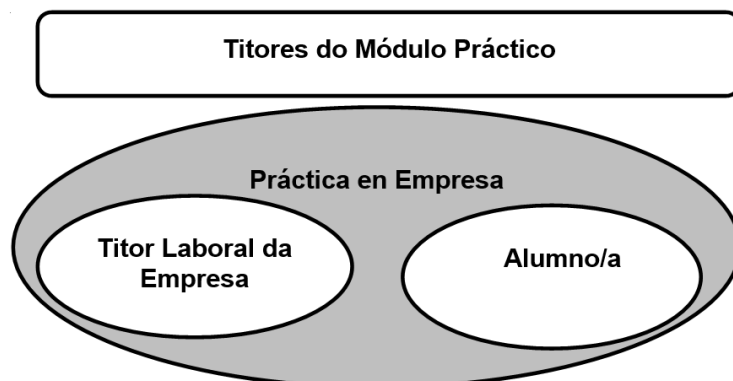 Titores do Módulo Práctico
Práctica en Empresa
Titor Laboral da
Empresa
Alumno/a